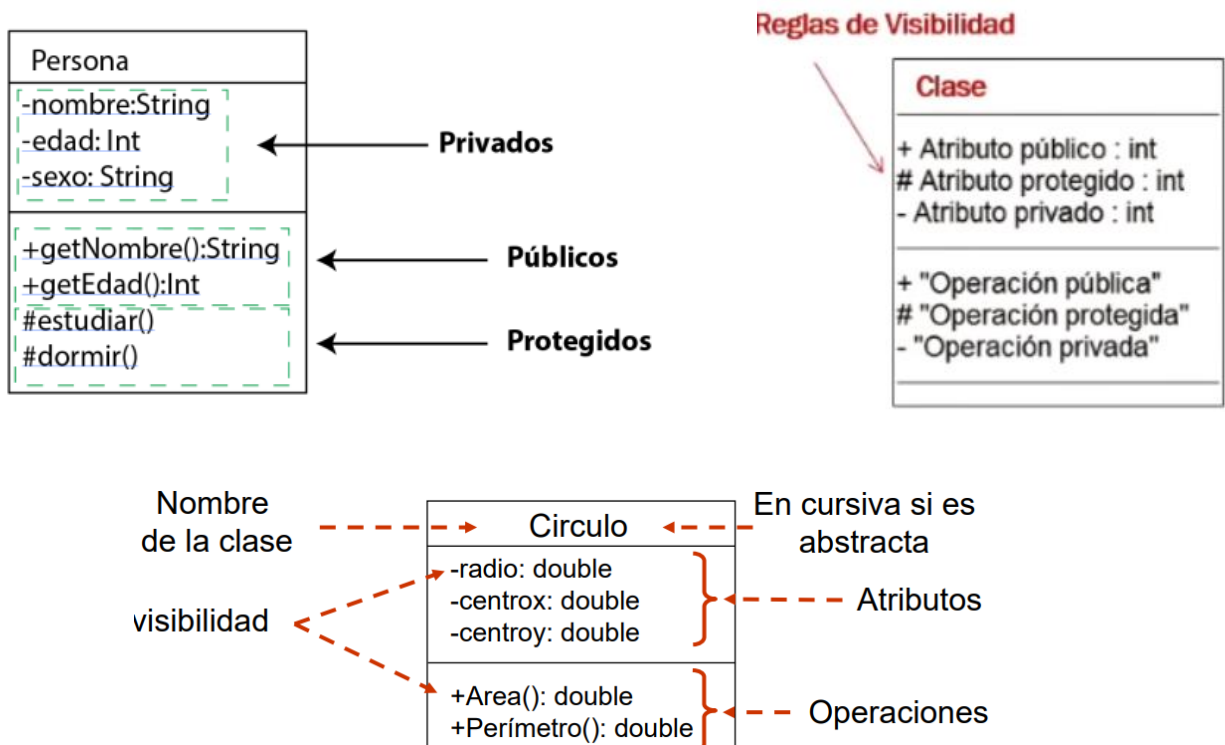 Persona
-nombre:String
-edad: Int
-sexo: String
Privados
+getNombre():String
+getEdad():Int
Públicos
#estudiar()
#dormir()
Protegidos
Reglas de Visibilidad
Clase
+ Atributo público : int
# Atributo protegido : int
- Atributo privado : int
+ "Operación pública"
# "Operación protegida"
- "Operación privada"
Nombre
de la clase
Circulo
En cursiva si es
abstracta
visibilidad
-radio: double
-centrox: double
-centroy: double
Atributos
+Area(): double
+Perímetro(): double
Operaciones